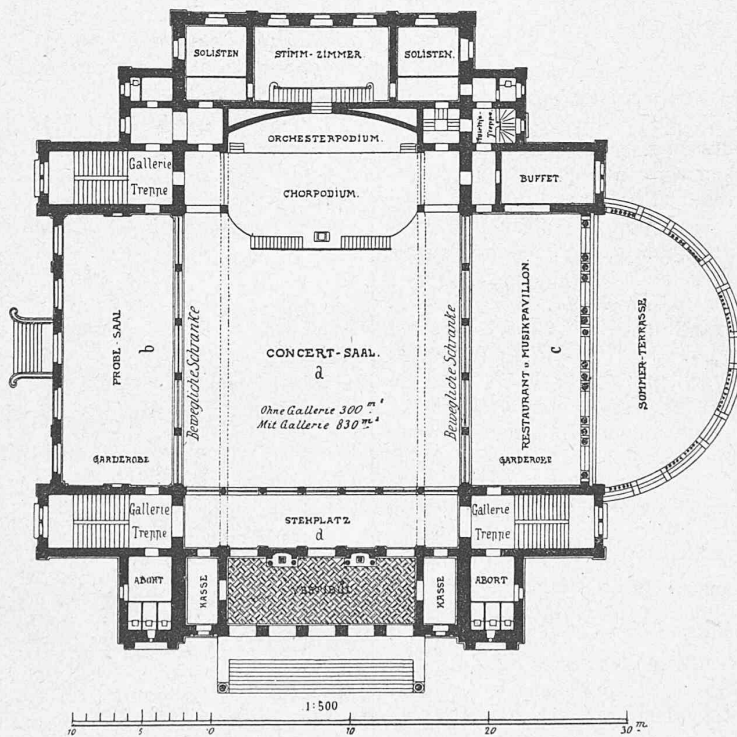 SOLISTEN
STIMM-ZIMMER
SOLISTEN.
ORCHESTERPODIUM.
Gallerie
Treppe
CHORPODIUM.
BUFFET.
PROBE-SAAL
b
GARDEROBE
Bewegliche Schranke
CONCERT-SAAL.
a
Ohne Gallerie 300 m²
Mit Gallerie 830 m²
Bewegliche Schranke
RESTAURANT u MUSIKPAVILLON.
c
GARDEROBE
SOMMER-TERRASSE
Gallerie
Treppe
STEHPLATZ
d
Gallerie
Treppe
ABORT
KASSE
Vestibül
KASSE
ABORT
1:500
10 5 0 10 20 30 m